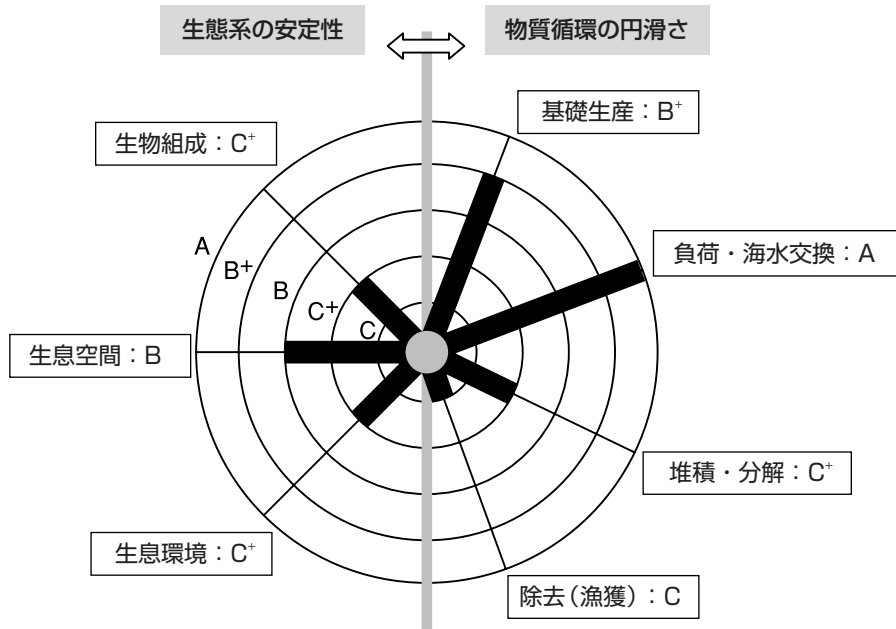 生態系の安定性
物質循環の円滑さ
基礎生産：B⁺
生物組成：C⁺
A
B+
B
C+
C
負荷・海水交換：A
生息空間：B
堆積・分解：C⁺
生息環境：C⁺
除去（漁獲）：C